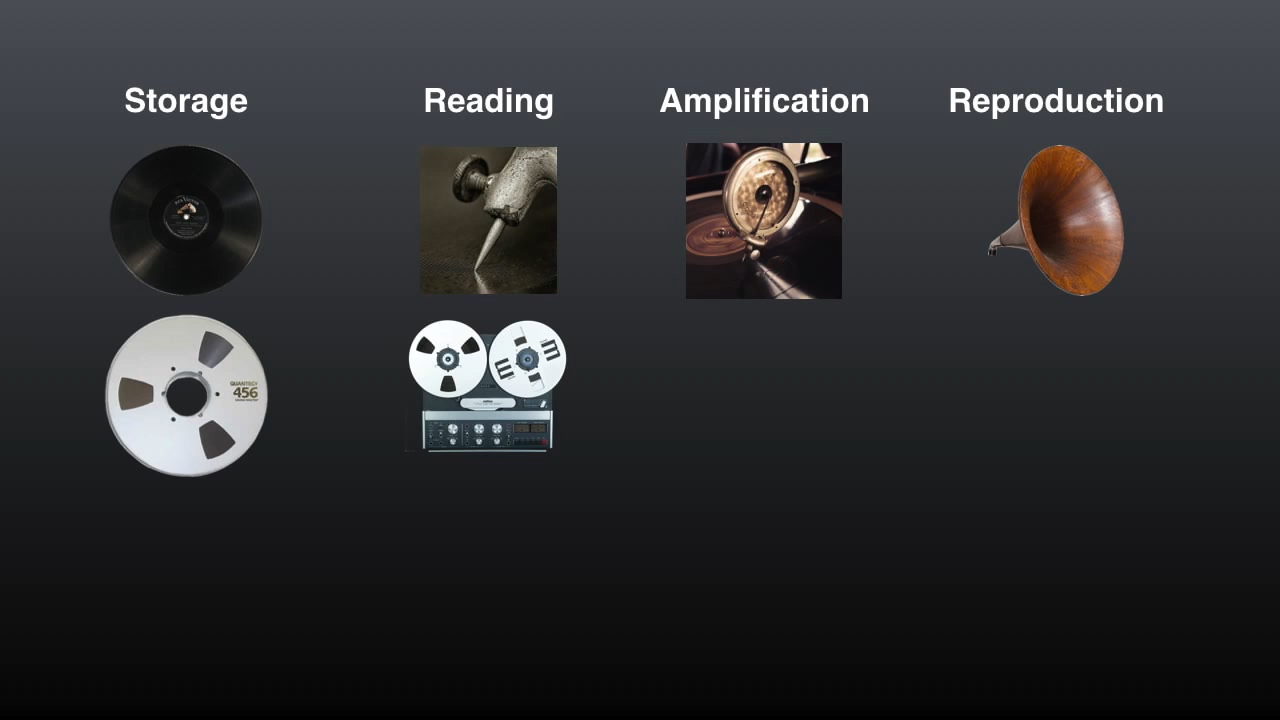 Storage
Reading
Amplification
Reproduction
QUANTEGY
456